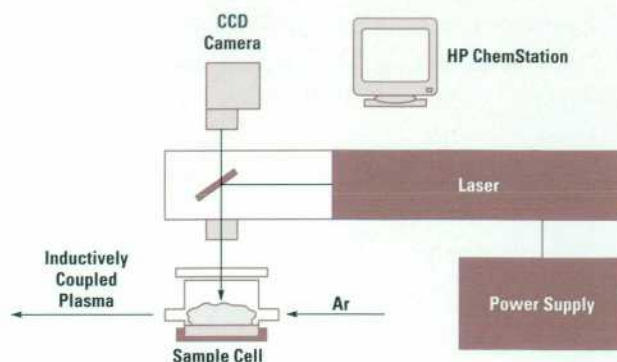 CCD
Camera
HP ChemStation
Laser
Inductively
Coupled
Plasma
Ar
Power Supply
Sample Cell